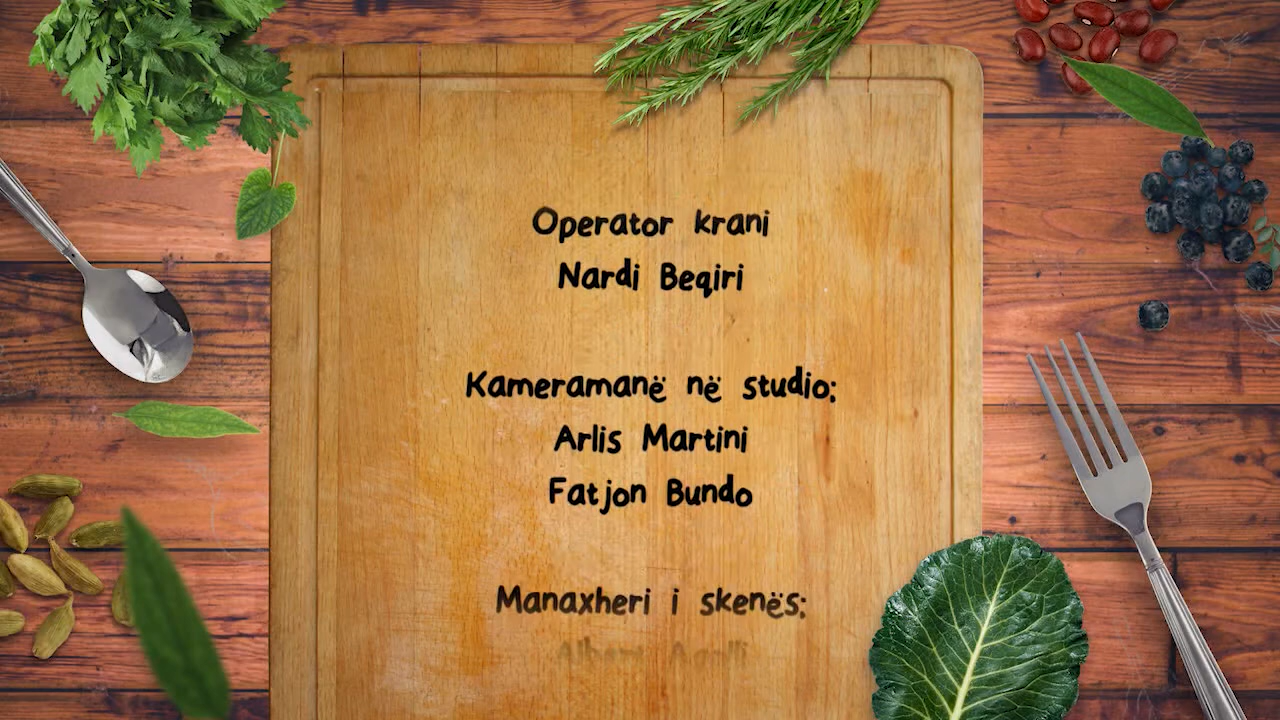 Operator krani
Nardi Beqiri
Kameramanë në studio:
Arlis Martini
Fatjon Bundo
Manaxheri i skenës: